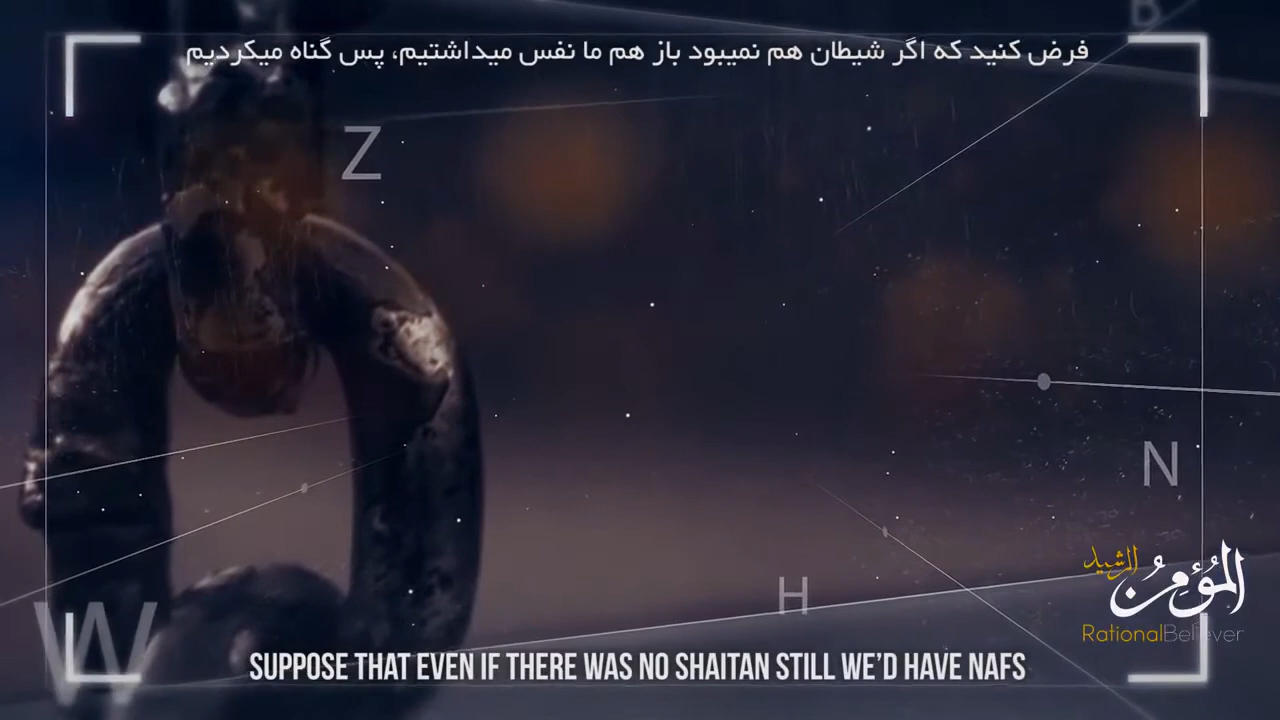 فرض کنید که اگر شیطان هم نمیبود باز هم ما نفس میداشتیم، پس گناه میکردیم
B
Z
N
H
W
المؤمن الرشيد
RationalBeliever
SUPPOSE THAT EVEN IF THERE WAS NO SHAITAN STILL WE'D HAVE NAFS